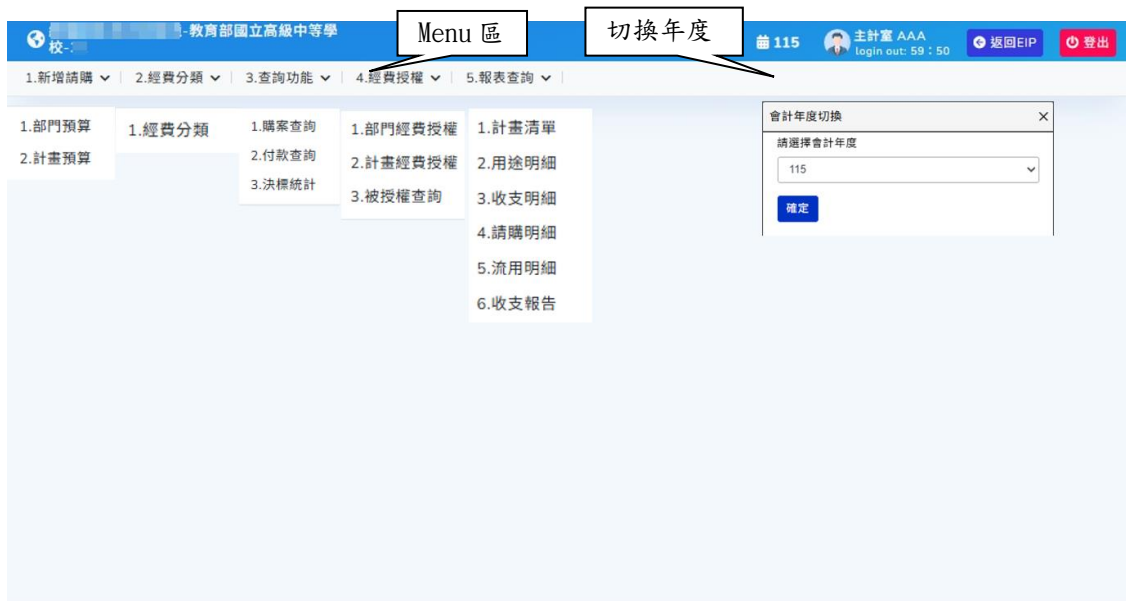 -教育部國立高級中等學
校-
Menu 區
切換年度
115
主計室 AAA
login out: 59:50
返回EIP
登出
1.新增請購
2.經費分類
3.查詢功能
4.經費授權
5.報表查詢
1.部門預算
2.計畫預算
1.經費分類
1.購案查詢
2.付款查詢
3.決標統計
1.部門經費授權
2.計畫經費授權
3.被授權查詢
1.計畫清單
2.用途明細
3.收支明細
4.請購明細
5.流用明細
6.收支報告
會計年度切換
請選擇會計年度
115
確定